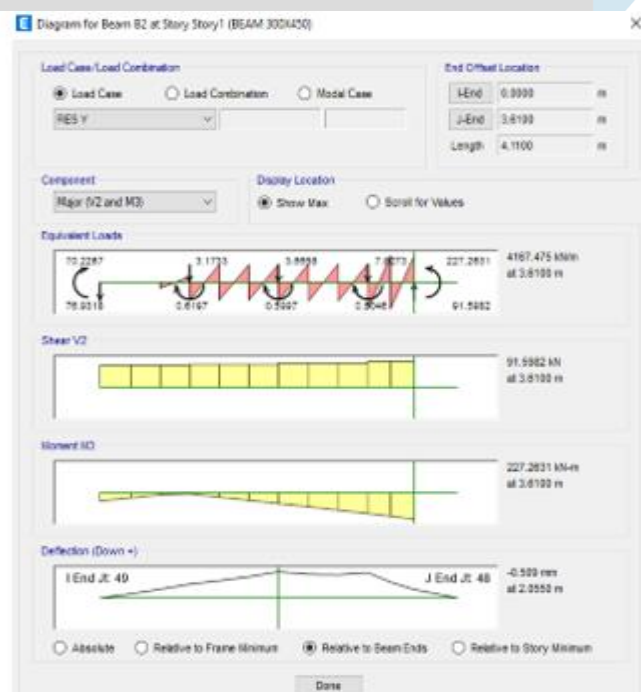 Diagram for Beam B2 at Story Story1 (BEAM 300X450)
Load Case/Load Combination
End Offset Location
Load Case
Load Combination
Modal Case
I-End
0.0000
m
RES Y
J-End
3.6100
m
Length
4.1100
m
Component
Display Location
Major (V2 and M3)
Show Max
Scroll for Values
Equivalent Loads
3.1733
227.2631
4167.475 kN/m
at 3.6100 m
76.9318
0.6197
0.5997
91.5982
Shear V2
91.5982 kN
at 3.6100 m
Moment M3
227.2631 kN-m
at 3.6100 m
Deflection (Down +)
I End Jt: 49
J End Jt: 48
-0.509 mm
at 2.0550 m
Absolute
Relative to Frame Minimum
Relative to Beam Ends
Relative to Story Minimum
Done